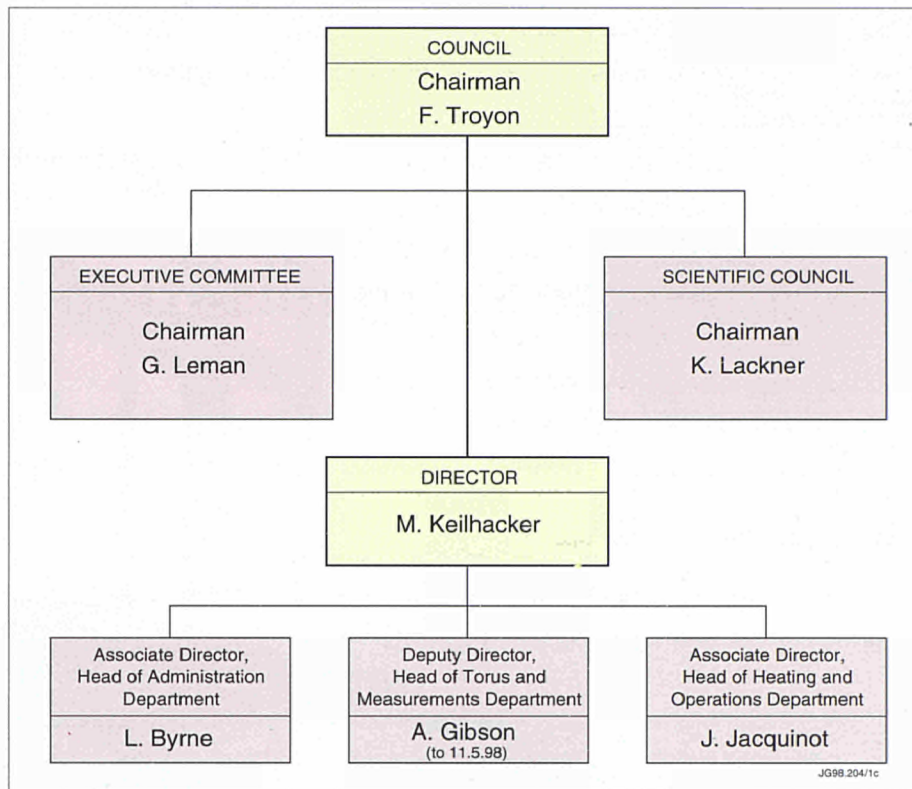 COUNCIL
Chairman
F. Troyon
EXECUTIVE COMMITTEE
Chairman
G. Leman
SCIENTIFIC COUNCIL
Chairman
K. Lackner
DIRECTOR
M. Keilhacker
Associate Director,
Head of Administration
Department
L. Byrne
Deputy Director,
Head of Torus and
Measurements Department
A. Gibson
(to 11.5.98)
Associate Director,
Head of Heating and
Operations Department
J. Jacquinot
JG98.204/1c